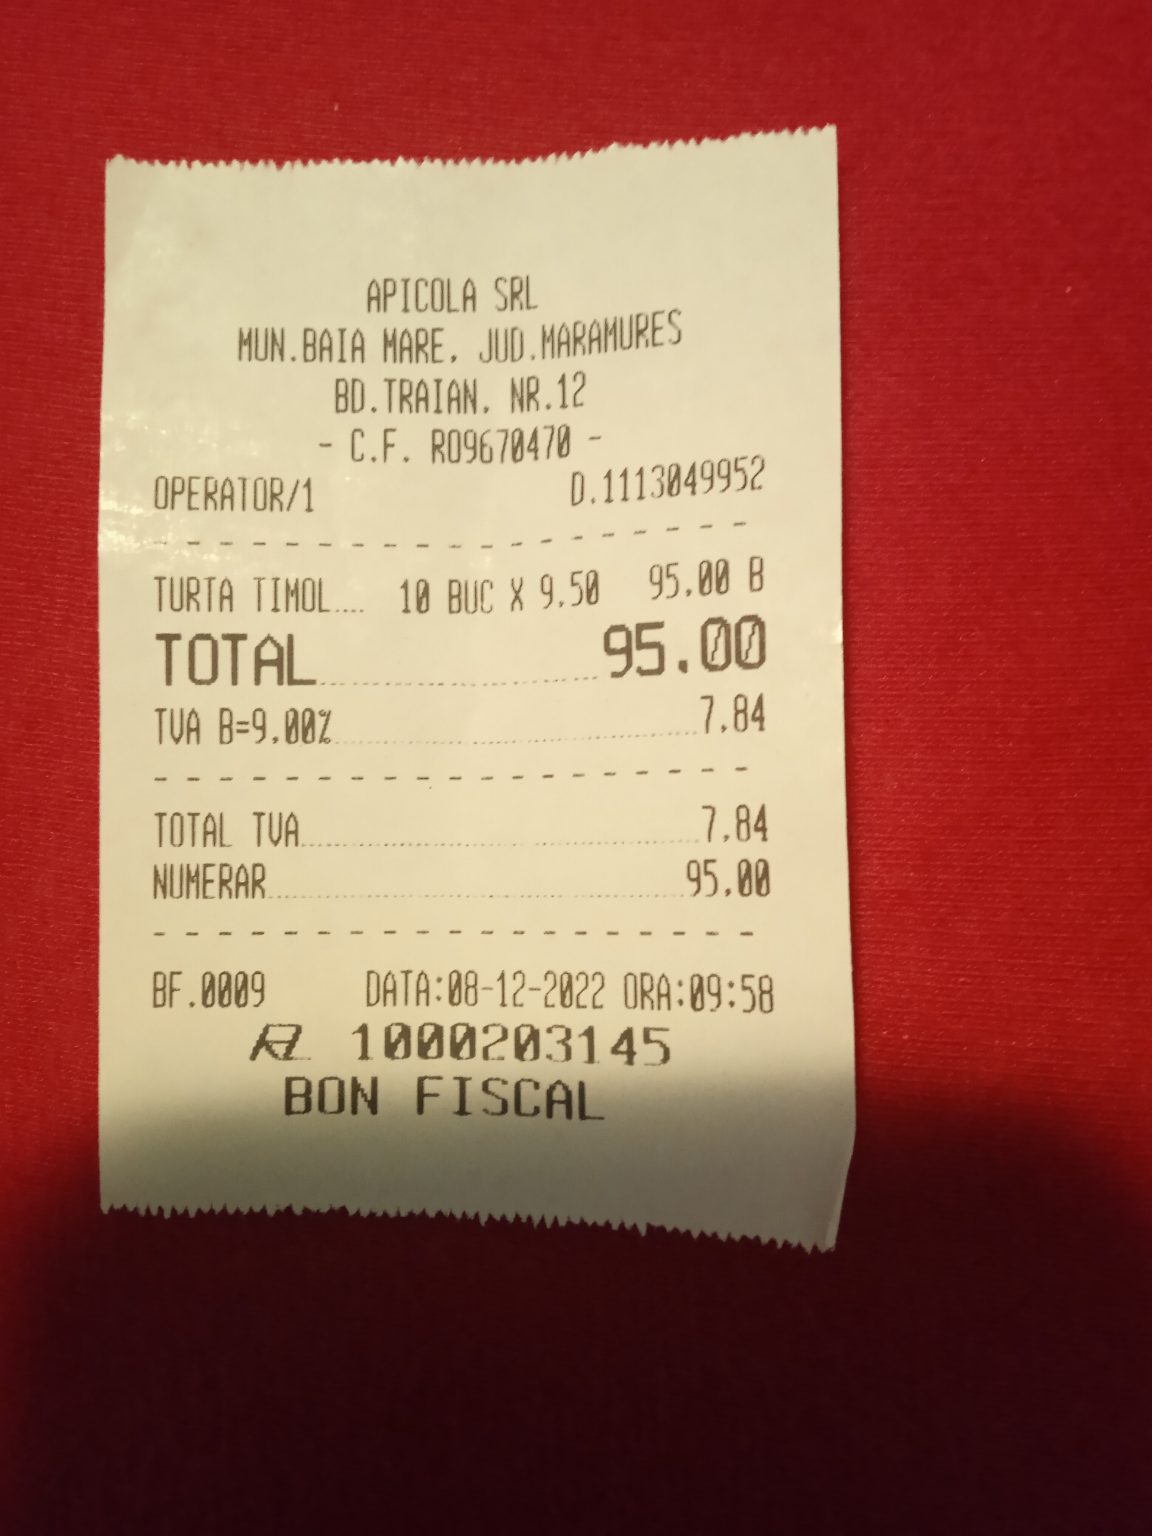 APICOLA SRL
MUN.BAIA MARE, JUD.MARAMURES
BD.TRAIAN, NR.12
- C.F. RO9670470 -
OPERATOR/1 D.1113049952
TURTA TIMOL.... 10 BUC X 9.50 95.00 B
TOTAL 95.00
TVA B=9.00% 7.84
TOTAL TVA 7.84
NUMERAR 95.00
BF.0009 DATA:08-12-2022 ORA:09:58
1000203145
BON FISCAL